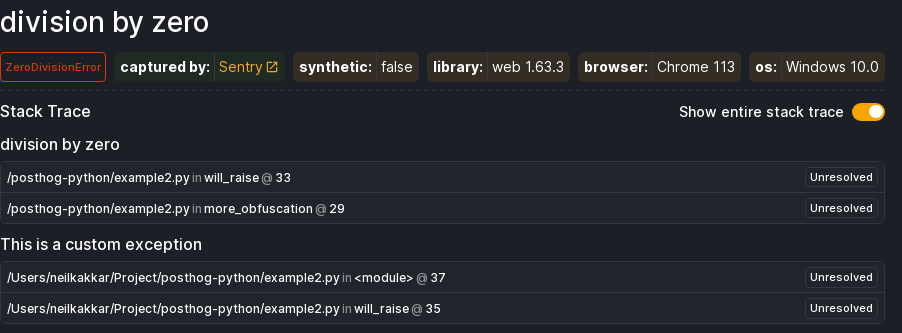 division by zero
ZeroDivisionError captured by: Sentry synthetic: false library: web 1.63.3 browser: Chrome 113 os: Windows 10.0
Stack Trace Show entire stack trace
division by zero
/posthog-python/example2.py in will_raise @ 33 Unresolved
/posthog-python/example2.py in more_obfuscation @ 29 Unresolved
This is a custom exception
/Users/neilkakkar/Project/posthog-python/example2.py in <module> @ 37 Unresolved
/Users/neilkakkar/Project/posthog-python/example2.py in will_raise @ 35 Unresolved